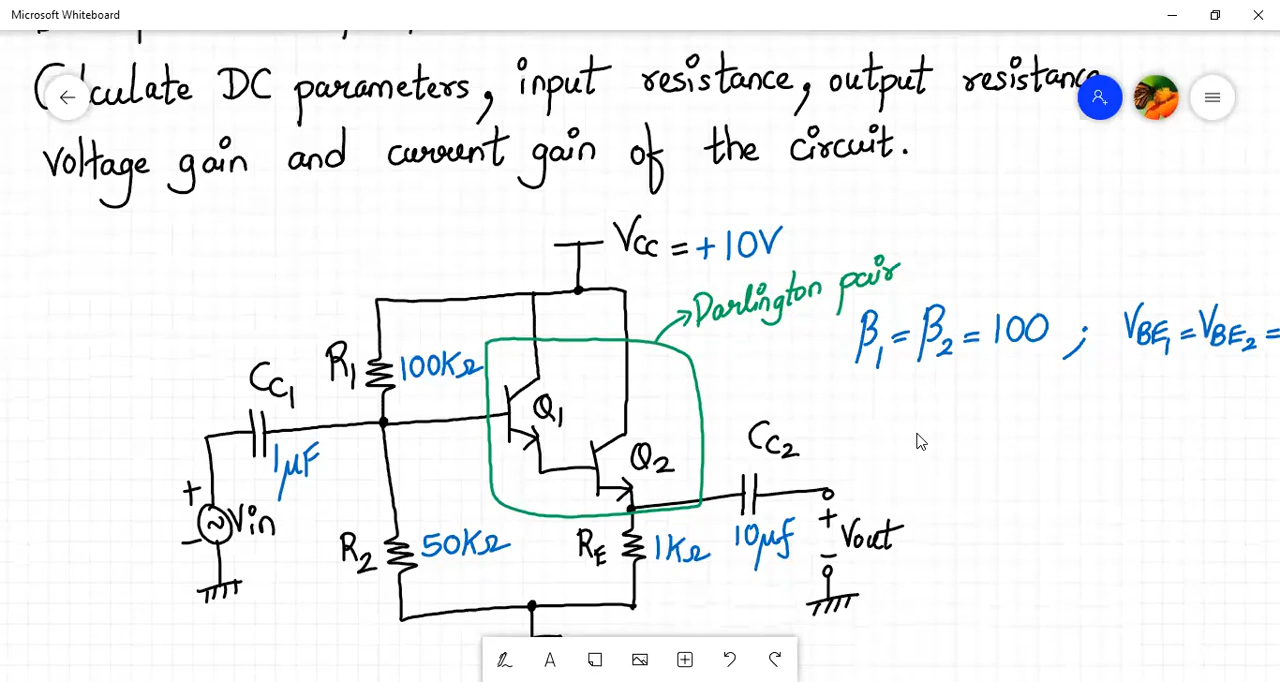 Microsoft Whiteboard
Calculate DC parameters, input resistance, output resistance
voltage gain and current gain of the circuit.
VCC = +10V
Darlington pair
β1 = β2 = 100 ; VBE1 = VBE2 =
R1 100KΩ
CC1
1μF
Q1
Q2
CC2
10μf
+
Vin
−
R2 50KΩ
RE 1KΩ
+
Vout
−
A